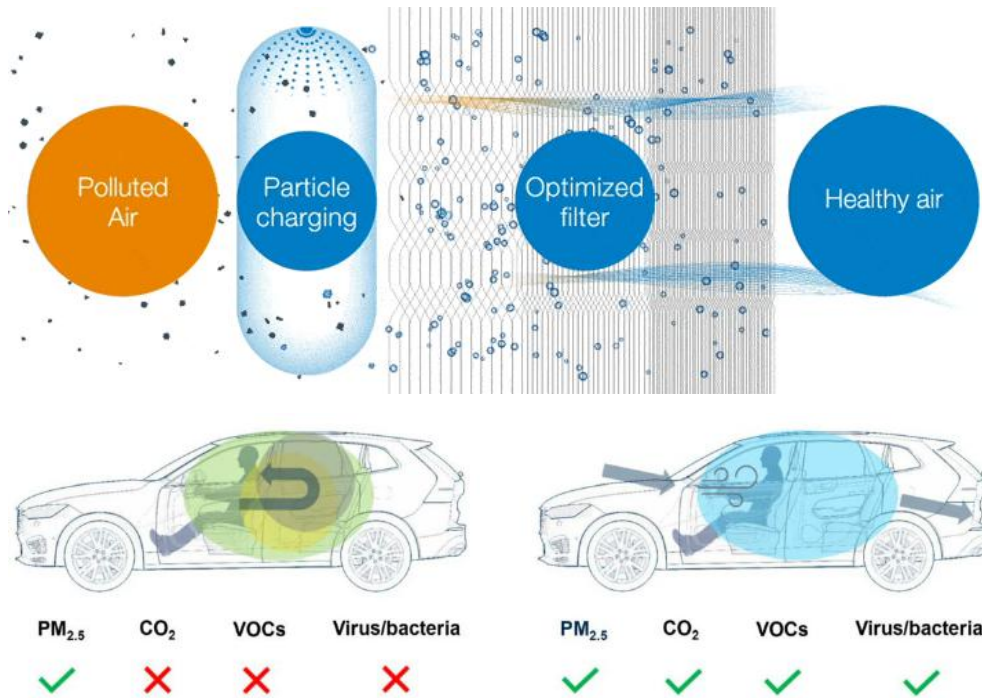 Polluted
Air
Particle
charging
Optimized
filter
Healthy air
PM2.5 CO2 VOCs Virus/bacteria
PM2.5 CO2 VOCs Virus/bacteria